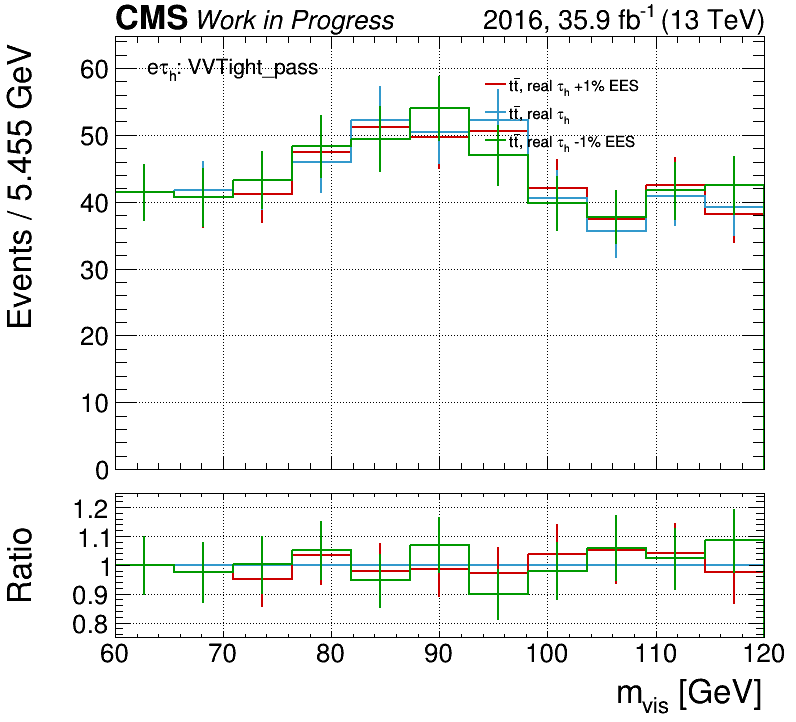 CMS Work in Progress 2016, 35.9 fb⁻¹ (13 TeV)
eτₕ: VVTight_pass
tt̄, real τₕ +1% EES
tt̄, real τₕ
tt̄, real τₕ -1% EES
Events / 5.455 GeV
60
50
40
30
20
10
0
Ratio
1.2
1.1
1
0.9
0.8
60 70 80 90 100 110 120
m_vis [GeV]